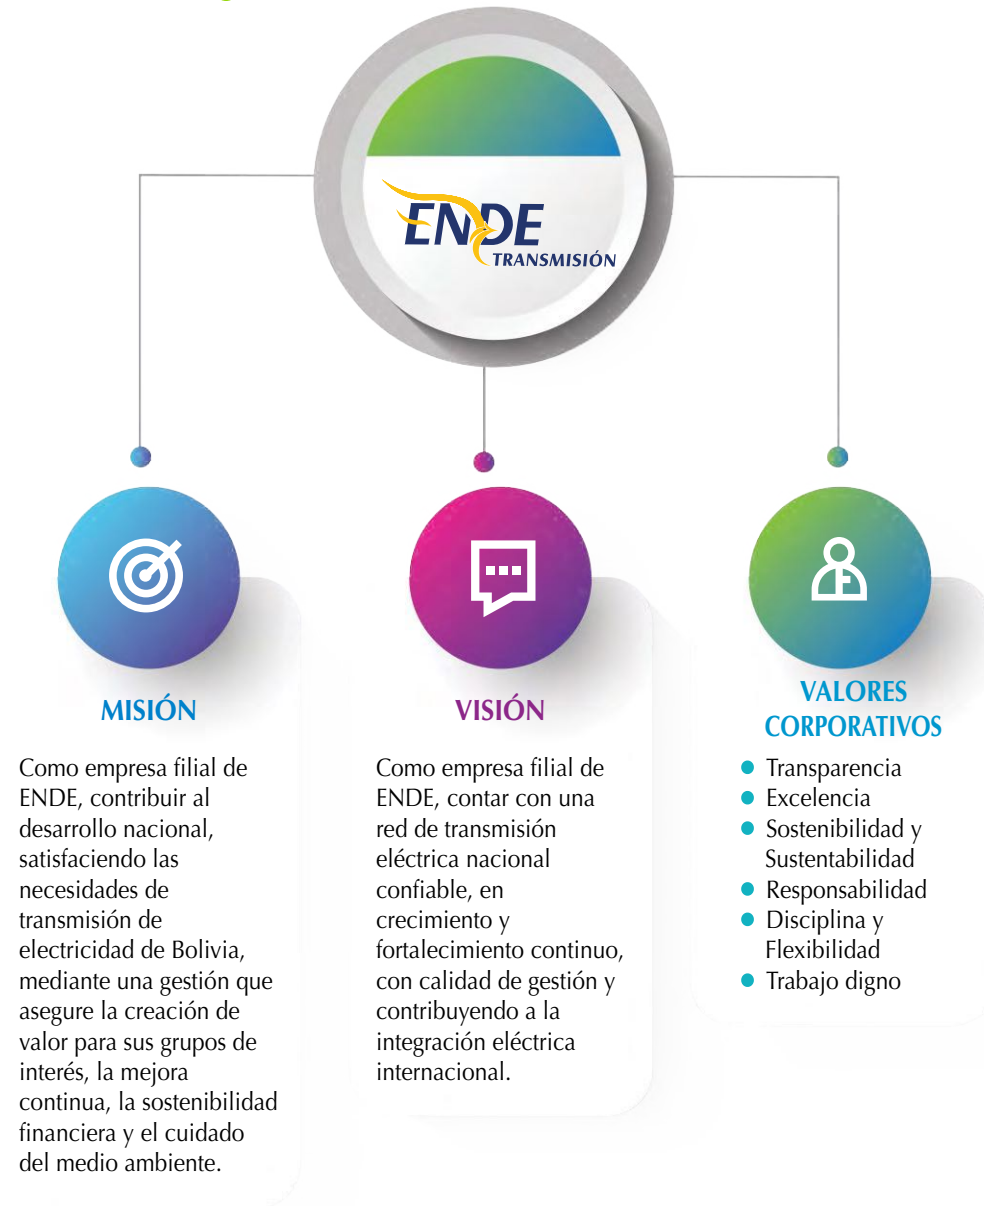 ENDE
TRANSMISIÓN
MISIÓN
Como empresa filial de
ENDE, contribuir al
desarrollo nacional,
satisfaciendo las
necesidades de
transmisión de
electricidad de Bolivia,
mediante una gestión que
asegure la creación de
valor para sus grupos de
interés, la mejora
continua, la sostenibilidad
financiera y el cuidado
del medio ambiente.
VISIÓN
Como empresa filial de
ENDE, contar con una
red de transmisión
eléctrica nacional
confiable, en
crecimiento y
fortalecimiento continuo,
con calidad de gestión y
contribuyendo a la
integración eléctrica
internacional.
VALORES
CORPORATIVOS
● Transparencia
● Excelencia
● Sostenibilidad y
Sustentabilidad
● Responsabilidad
● Disciplina y
Flexibilidad
● Trabajo digno